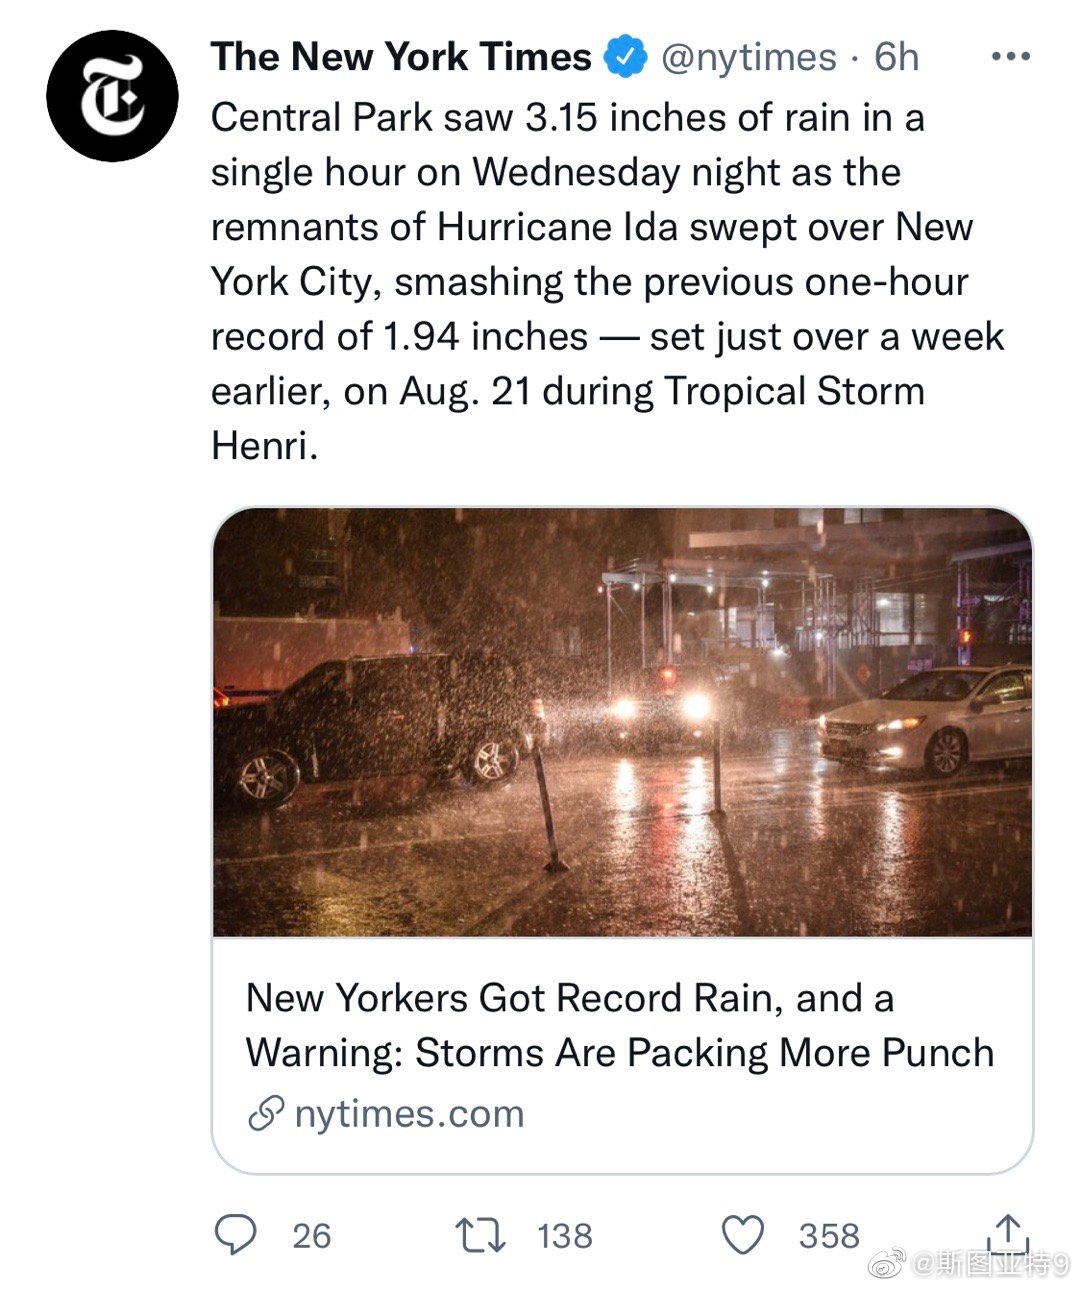 The New York Times @nytimes · 6h
Central Park saw 3.15 inches of rain in a
single hour on Wednesday night as the
remnants of Hurricane Ida swept over New
York City, smashing the previous one-hour
record of 1.94 inches — set just over a week
earlier, on Aug. 21 during Tropical Storm
Henri.
New Yorkers Got Record Rain, and a
Warning: Storms Are Packing More Punch
nytimes.com
26 138 358
@斯图亚特9